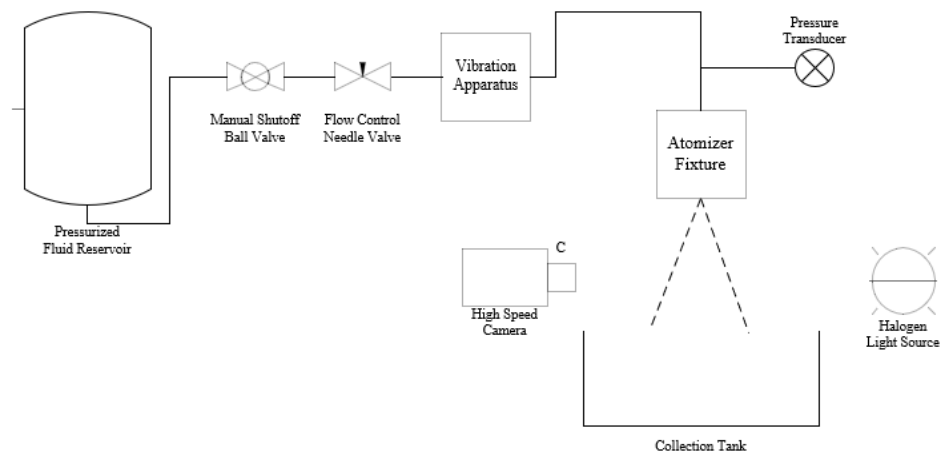 Pressure
Transducer
Vibration
Apparatus
Manual Shutoff
Ball Valve
Flow Control
Needle Valve
Atomizer
Fixture
Pressurized
Fluid Reservoir
C
High Speed
Camera
Halogen
Light Source
Collection Tank